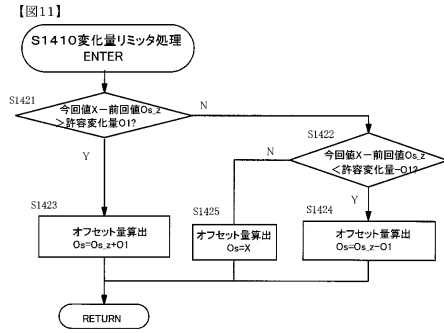 【図11】
S1410変化量リミッタ処理
ENTER
S1421
今回値X－前回値Os_z
＞許容変化量O1?
N
Y
S1422
今回値X－前回値Os_z
＜許容変化量-O1?
N
Y
S1423
オフセット量算出
Os=Os_z+O1
S1425
オフセット量算出
Os=X
S1424
オフセット量算出
Os=Os_z-O1
RETURN